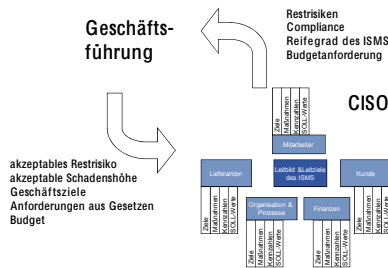 Geschäfts-
führung
Restrisiken
Compliance
Reifegrad des ISMS
Budgetanforderung
CISO
Ziele
Maßnahmen
Kennzahlen
SOLL-Werte
Mitarbeiter
akzeptables Restrisiko
akzeptable Schadenshöhe
Geschäftsziele
Anforderungen aus Gesetzen
Budget
Lieferanten
Leitbild &Leitziele
des ISMS
Kunde
Ziele
Maßnahmen
Kennzahlen
SOLL-Werte
Organisation &
Prozesse
Finanzen
Ziele
Maßnahmen
Kennzahlen
SOLL-Werte
Ziele
Maßnahmen
Kennzahlen
SOLL-Werte
Ziele
Maßnahmen
Kennzahlen
SOLL-Werte